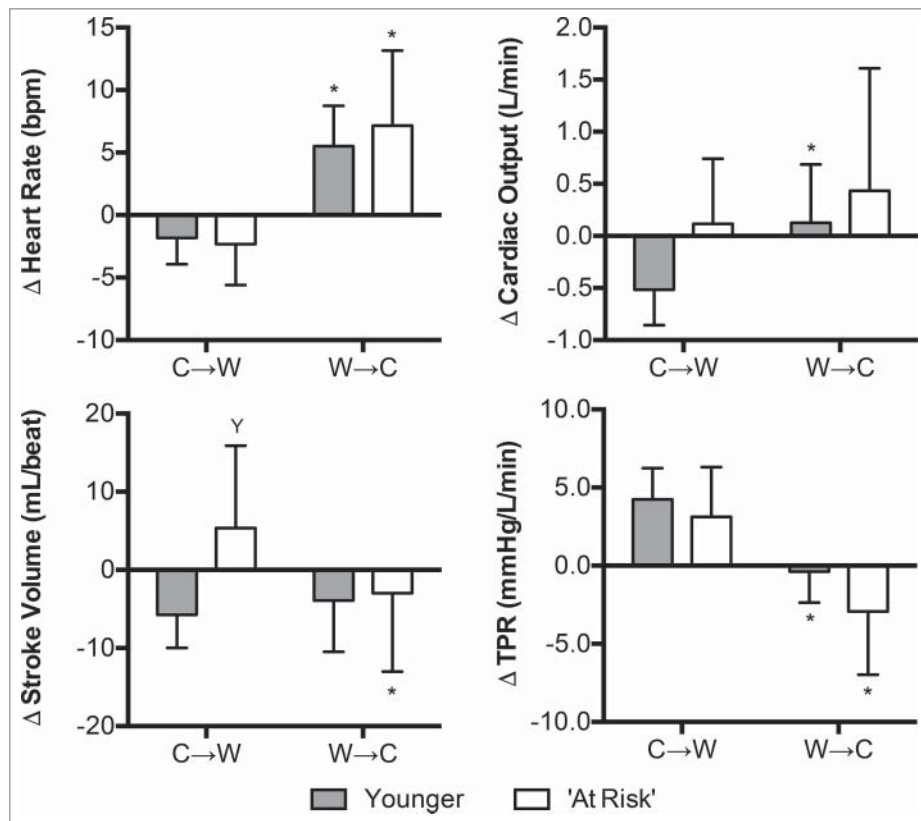 Δ Heart Rate (bpm)
15
10
5
0
-5
-10
*
*
C→W
W→C
Δ Cardiac Output (L/min)
2.0
1.5
1.0
0.5
0.0
-0.5
-1.0
*
C→W
W→C
Δ Stroke Volume (mL/beat)
20
10
0
-10
-20
Y
*
C→W
W→C
Δ TPR (mmHg/L/min)
10.0
5.0
0.0
-5.0
-10.0
*
*
C→W
W→C
Younger
'At Risk'